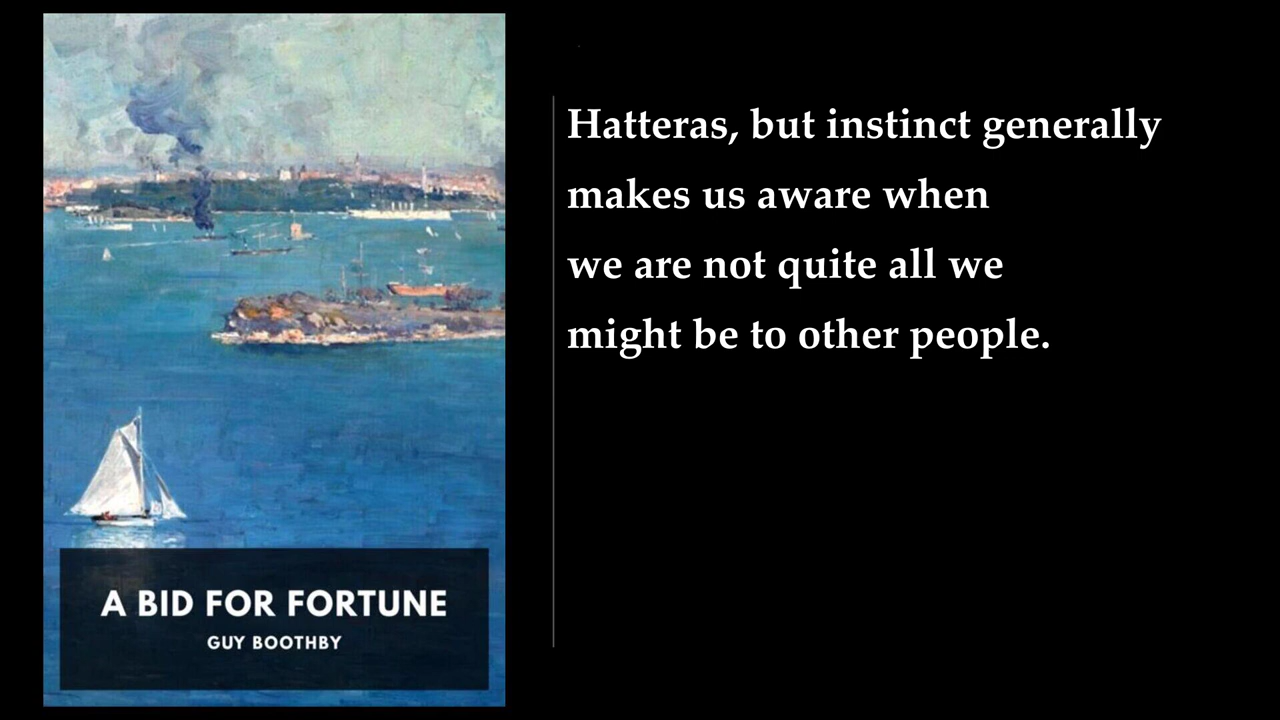 A BID FOR FORTUNE
GUY BOOTHBY
Hatteras, but instinct generally
makes us aware when
we are not quite all we
might be to other people.